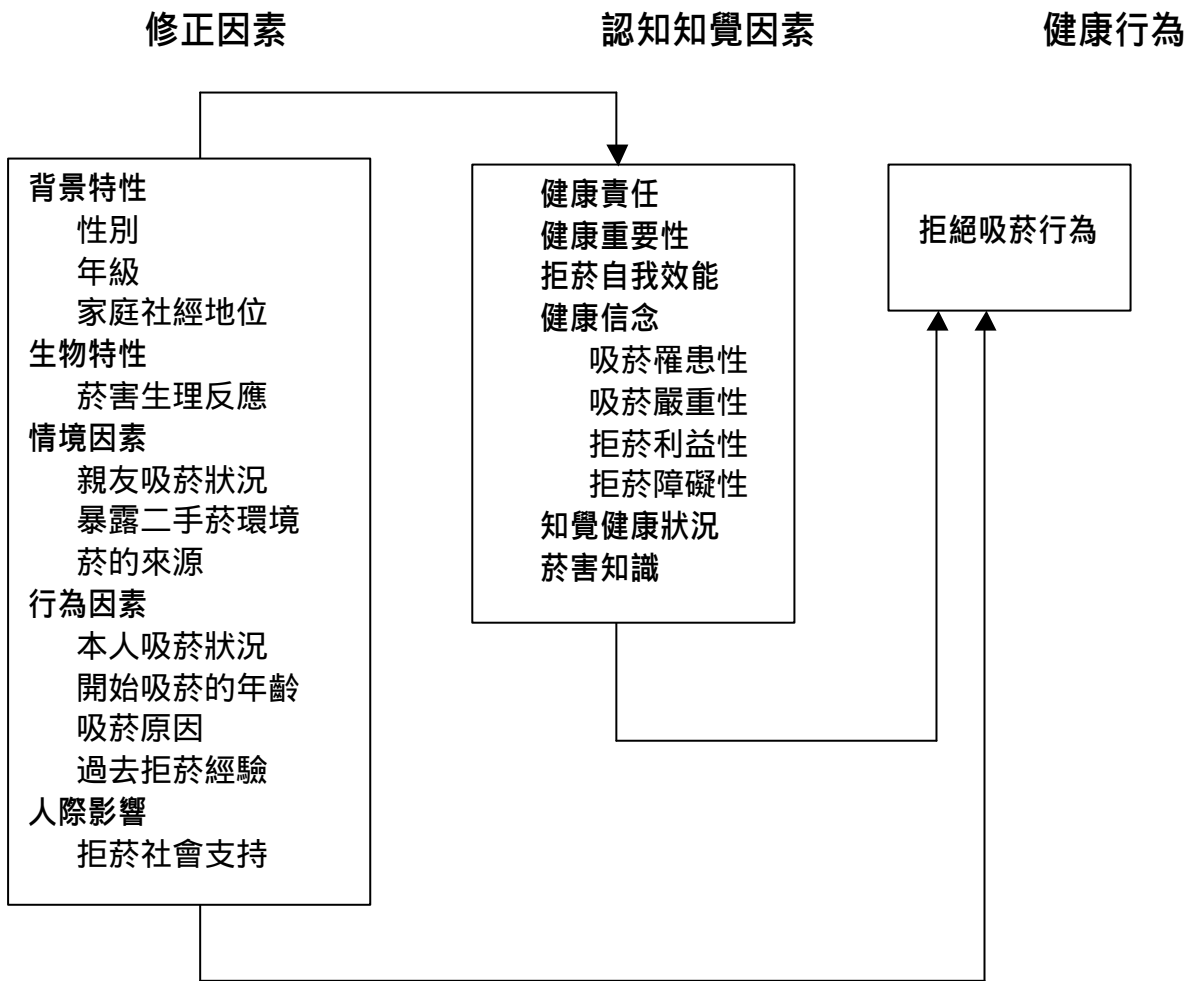 修正因素
認知知覺因素
健康行為
背景特性
性別
年級
家庭社經地位
生物特性
菸害生理反應
情境因素
親友吸菸狀況
暴露二手菸環境
菸的來源
行為因素
本人吸菸狀況
開始吸菸的年齡
吸菸原因
過去拒菸經驗
人際影響
拒菸社會支持
健康責任
健康重要性
拒菸自我效能
健康信念
吸菸罹患性
吸菸嚴重性
拒菸利益性
拒菸障礙性
知覺健康狀況
菸害知識
拒絕吸菸行為